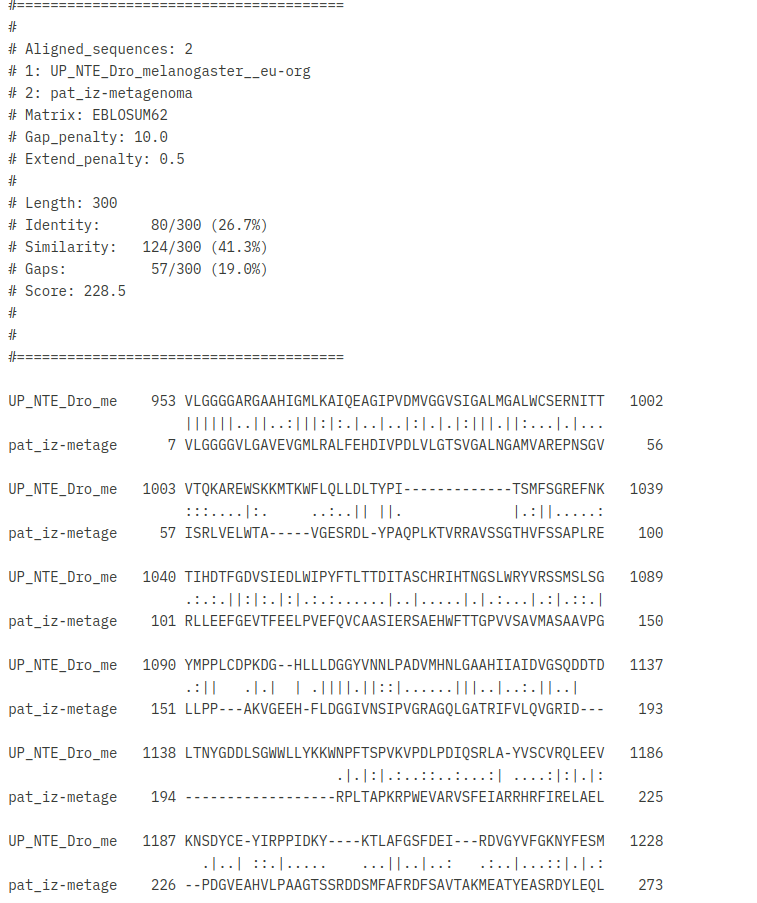 #=======================================
#
# Aligned_sequences: 2
# 1: UP_NTE_Dro_melanogaster__eu-org
# 2: pat_iz-metagenoma
# Matrix: EBLOSUM62
# Gap_penalty: 10.0
# Extend_penalty: 0.5
#
# Length: 300
# Identity:      80/300 (26.7%)
# Similarity:   124/300 (41.3%)
# Gaps:          57/300 (19.0%)
# Score: 228.5
#
#
#=======================================
UP_NTE_Dro_me    953 VLGGGGARGAAHIGMLKAIQEAGIPVDMVGGVSIGALMGALWCSERNITT   1002
                     ||||||..||..:|||:|:.|..|..|:|.|.|:|||.||:...|.|...
pat_iz-metage      7 VLGGGGVLGAVEVGMLRALFEHDIVPDLVLGTSVGALNGAMVAREPNSGV     56
UP_NTE_Dro_me   1003 VTQKAREWSKKMTKWFLQLLDLTYPI-------------TSMFSGREFNK   1039
                     :::....|:.     ..:..|| ||.             |.:||.....:
pat_iz-metage     57 ISRLVELWTA-----VGESRDL-YPAQPLKTVRRAVSSGTHVFSSAPLRE    100
UP_NTE_Dro_me   1040 TIHDTFGDVSIEDLWIPYFTLTTDITASCHRIHTNGSLWRYVRSSMSLSG   1089
                     .:.:.||:|:.|:|.:.:......|..|.....|.|.:...|.:|.::.|
pat_iz-metage    101 RLLEEFGEVTFEELPVEFQVCAASIERSAEHWFTTGPVVSAVMASAAVPG    150
UP_NTE_Dro_me   1090 YMPPLCDPKDG--HLLLDGGYVNNLPADVMHNLGAAHIIAIDVGSQDDTD   1137
                     .:||   .|.|  | .||||.||::|......|||..|..:.||..|
pat_iz-metage    151 LLPP---AKVGEEH-FLDGGIVNSIPVGRAGQLGATRIFVLQVGRID---    193
UP_NTE_Dro_me   1138 LTNYGDDLSGWWLLYKKWNPFTSPVKVPDLPDIQSRLA-YVSCVRQLEEV   1186
                                       .|.|:|.:..::..:...:| ....:|:|.|:
pat_iz-metage    194 ------------------RPLTAPKRPWEVARVSFEIARRHRFIRELAEL    225
UP_NTE_Dro_me   1187 KNSDYCE-YIRPPIDKY----KTLAFGSFDEI---RDVGYVFGKNYFESM   1228
                       .|..| ::.|.....    ...||..|..:   .:..|...::|.|.:
pat_iz-metage    226 --PDGVEAHVLPAAGTSSRDDSMFAFRDFSAVTAKMEATYEASRDYLEQL    273